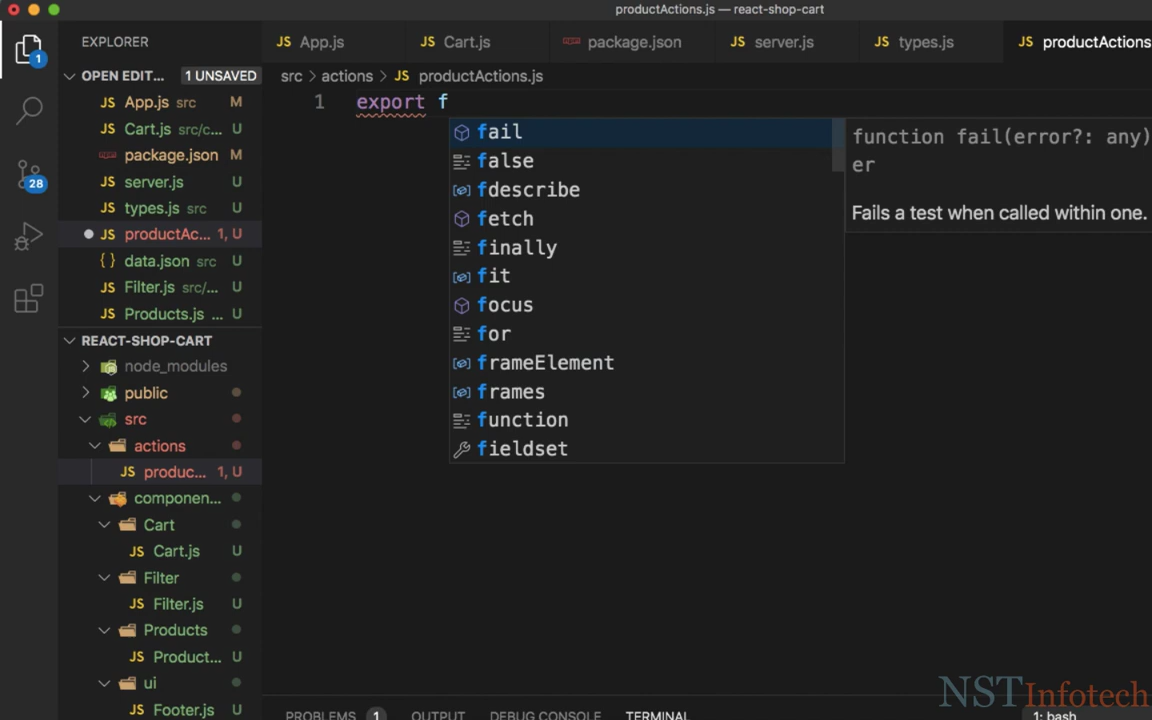 productActions.js — react-shop-cart
EXPLORER
JS App.js
JS Cart.js
package.json
JS server.js
JS types.js
JS productActions
OPEN EDIT... 1 UNSAVED
src > actions > JS productActions.js
JS App.js src M
JS Cart.js src/c... U
package.json M
JS server.js U
JS types.js src U
JS productAc... 1, U
{ } data.json src U
JS Filter.js src/... U
JS Products.js ... U
1
28
1 export f
fail
false
fdescribe
fetch
finally
fit
focus
for
frameElement
frames
function
fieldset
function fail(error?: any)
er
Fails a test when called within one.
REACT-SHOP-CART
node_modules
public
src
actions
JS produc... 1, U
componen...
Cart
JS Cart.js U
Filter
JS Filter.js U
Products
JS Product... U
ui
JS Footer.js U
PROBLEMS 1 OUTPUT DEBUG CONSOLE TERMINAL 1: bash
NSTInfotech